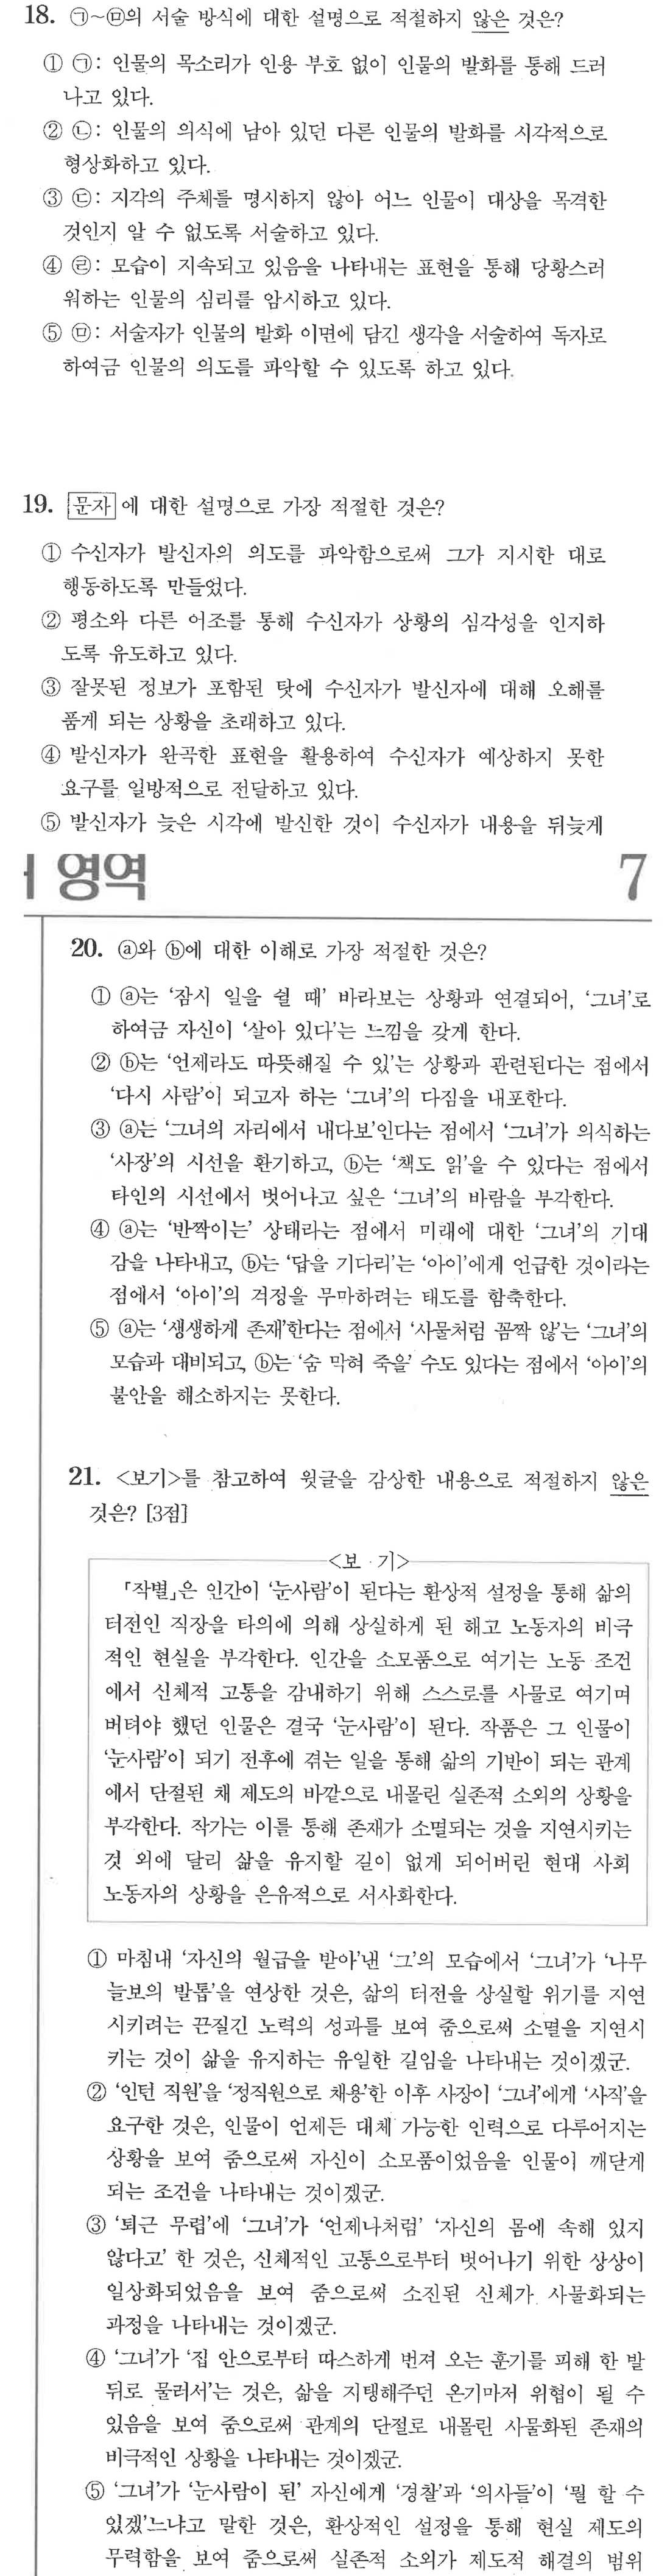 18. ㉠~㉤의 서술 방식에 대한 설명으로 적절하지 않은 것은?
① ㉠: 인물의 목소리가 인용 부호 없이 인물의 발화를 통해 드러
나고 있다.
② ㉡: 인물의 의식에 남아 있던 다른 인물의 발화를 시각적으로
형상화하고 있다.
③ ㉢: 지각의 주체를 명시하지 않아 어느 인물이 대상을 목격한
것인지 알 수 없도록 서술하고 있다.
④ ㉣: 모습이 지속되고 있음을 나타내는 표현을 통해 당황스러
워하는 인물의 심리를 암시하고 있다.
⑤ ㉤: 서술자가 인물의 발화 이면에 담긴 생각을 서술하여 독자로
하여금 인물의 의도를 파악할 수 있도록 하고 있다.
19. 문자에 대한 설명으로 가장 적절한 것은?
① 수신자가 발신자의 의도를 파악함으로써 그가 지시한 대로
행동하도록 만들었다.
② 평소와 다른 어조를 통해 수신자가 상황의 심각성을 인지하
도록 유도하고 있다.
③ 잘못된 정보가 포함된 탓에 수신자가 발신자에 대해 오해를
품게 되는 상황을 초래하고 있다.
④ 발신자가 완곡한 표현을 활용하여 수신자가 예상하지 못한
요구를 일방적으로 전달하고 있다.
⑤ 발신자가 늦은 시각에 발신한 것이 수신자가 내용을 뒤늦게
영역 7
20. ⓐ와 ⓑ에 대한 이해로 가장 적절한 것은?
① ⓐ는 ‘잠시 일을 쉴 때’ 바라보는 상황과 연결되어, ‘그녀’로
하여금 자신이 ‘살아 있다’는 느낌을 갖게 한다.
② ⓑ는 ‘언제라도 따뜻해질 수 있’는 상황과 관련된다는 점에서
‘다시 사람’이 되고자 하는 ‘그녀’의 다짐을 내포한다.
③ ⓐ는 ‘그녀의 자리에서 내다보’인다는 점에서 ‘그녀’가 의식하는
‘사장’의 시선을 환기하고, ⓑ는 ‘책도 읽’을 수 있다는 점에서
타인의 시선에서 벗어나고 싶은 ‘그녀’의 바람을 부각한다.
④ ⓐ는 ‘반짝이는’ 상태라는 점에서 미래에 대한 ‘그녀’의 기대
감을 나타내고, ⓑ는 ‘답을 기다리’는 ‘아이’에게 언급한 것이라는
점에서 ‘아이’의 걱정을 무마하려는 태도를 함축한다.
⑤ ⓐ는 ‘생생하게 존재’한다는 점에서 ‘사물처럼 꼼짝 않’는 ‘그녀’의
모습과 대비되고, ⓑ는 ‘숨 막혀 죽을’ 수도 있다는 점에서 ‘아이’의
불안을 해소하지는 못한다.
21. <보기>를 참고하여 윗글을 감상한 내용으로 적절하지 않은
것은? [3점]
<보 기>
「작별」은 인간이 ‘눈사람’이 된다는 환상적 설정을 통해 삶의
터전인 직장을 타의에 의해 상실하게 된 해고 노동자의 비극
적인 현실을 부각한다. 인간을 소모품으로 여기는 노동 조건
에서 신체적 고통을 감내하기 위해 스스로를 사물로 여기며
버텨야 했던 인물은 결국 ‘눈사람’이 된다. 작품은 그 인물이
‘눈사람’이 되기 전후에 겪는 일을 통해 삶의 기반이 되는 관계
에서 단절된 채 제도의 바깥으로 내몰린 실존적 소외의 상황을
부각한다. 작가는 이를 통해 존재가 소멸되는 것을 지연시키는
것 외에 달리 삶을 유지할 길이 없게 되어버린 현대 사회
노동자의 상황을 은유적으로 서사화한다.
① 마침내 ‘자신의 월급을 받아’낸 ‘그’의 모습에서 ‘그녀’가 ‘나무
늘보의 발톱’을 연상한 것은, 삶의 터전을 상실할 위기를 지연
시키려는 끈질긴 노력의 성과를 보여 줌으로써 소멸을 지연시
키는 것이 삶을 유지하는 유일한 길임을 나타내는 것이겠군.
② ‘인턴 직원’을 ‘정직원으로 채용’한 이후 사장이 ‘그녀’에게 ‘사직’을
요구한 것은, 인물이 언제든 대체 가능한 인력으로 다루어지는
상황을 보여 줌으로써 자신이 소모품이었음을 인물이 깨닫게
되는 조건을 나타내는 것이겠군.
③ ‘퇴근 무렵’에 ‘그녀’가 ‘언제나처럼’ ‘자신의 몸에 속해 있지
않다고’ 한 것은, 신체적인 고통으로부터 벗어나기 위한 상상이
일상화되었음을 보여 줌으로써 소진된 신체가 사물화되는
과정을 나타내는 것이겠군.
④ ‘그녀’가 ‘집 안으로부터 따스하게 번져 오는 훈기를 피해 한 발
뒤로 물러서’는 것은, 삶을 지탱해주던 온기마저 위협이 될 수
있음을 보여 줌으로써 관계의 단절로 내몰린 사물화된 존재의
비극적인 상황을 나타내는 것이겠군.
⑤ ‘그녀’가 ‘눈사람이 된’ 자신에게 ‘경찰’과 ‘의사들’이 ‘뭘 할 수
있겠’느냐고 말한 것은, 환상적인 설정을 통해 현실 제도의
무력함을 보여 줌으로써 실존적 소외가 제도적 해결의 범위